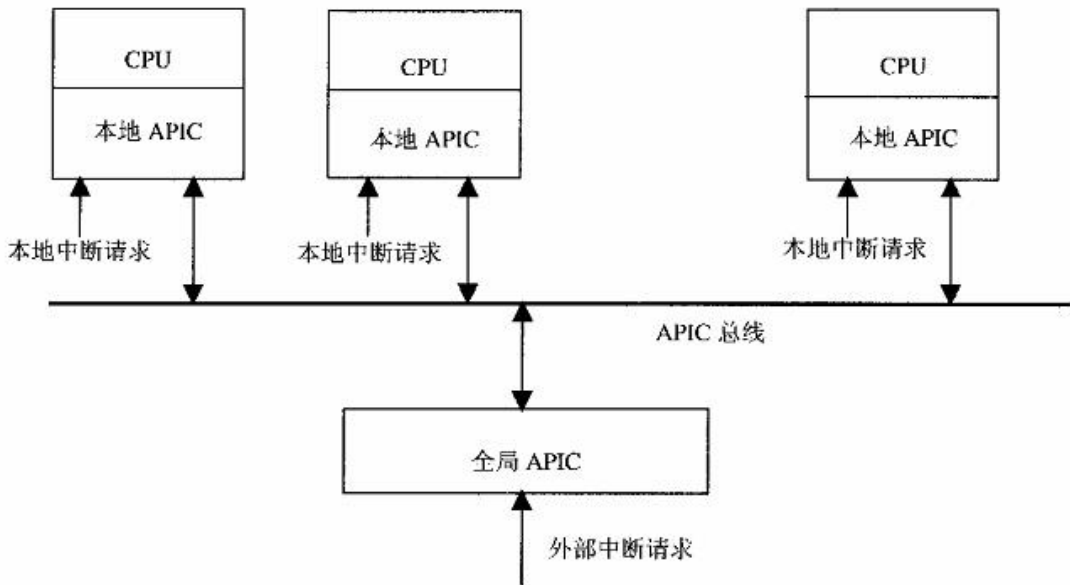 CPU
CPU
CPU
本地 APIC
本地 APIC
本地 APIC
本地中断请求
本地中断请求
本地中断请求
APIC 总线
全局 APIC
外部中断请求